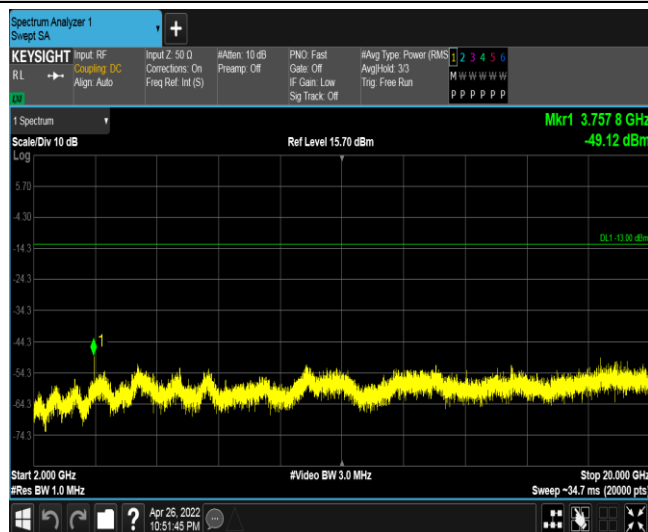 Spectrum Analyzer 1
Swept SA
+
KEYSIGHT Input: RF Input Z: 50 Ω #Atten: 10 dB PNO: Fast #Avg Type: Power (RMS 1 2 3 4 5 6
RL Coupling: DC Corrections: On Preamp: Off Gate: Off Avg|Hold: 3/3 M W W W W W
Align: Auto Freq Ref: Int (S) IF Gain: Low Trig: Free Run
Sig Track: Off P P P P P P
1 Spectrum Mkr1 3.757 8 GHz
Scale/Div 10 dB Ref Level 15.70 dBm -49.12 dBm
Log
5.70
-4.30
DL1 -13.00 dBm
-14.3
-24.3
-34.3
-44.3
1
-54.3
-64.3
-74.3
Start 2.000 GHz #Video BW 3.0 MHz Stop 20.000 GHz
#Res BW 1.0 MHz Sweep ~34.7 ms (20000 pts)
? Apr 26, 2022
10:51:45 PM